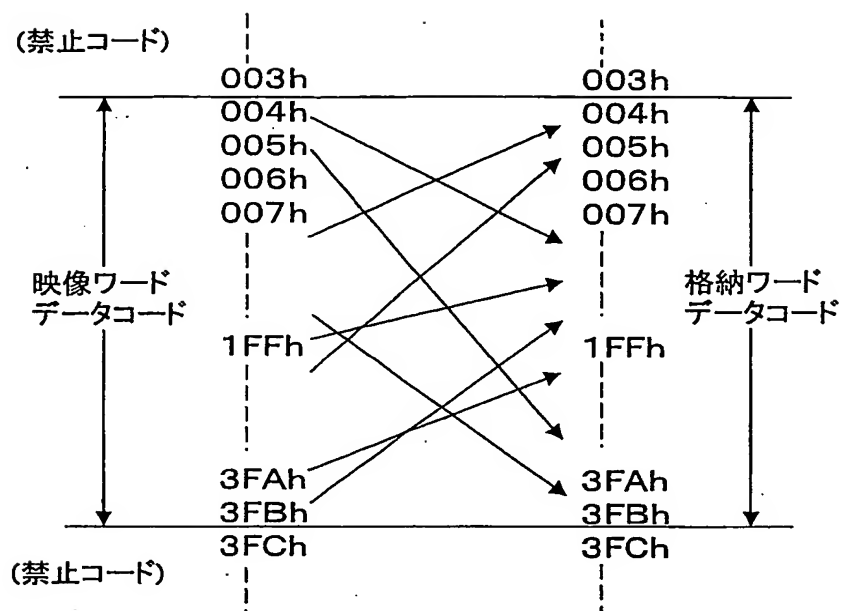 (禁止コード)
003h 003h
004h 004h
005h 005h
006h 006h
007h 007h
映像ワード
データコード
格納ワード
データコード
1FFh 1FFh
3FAh 3FAh
3FBh 3FBh
3FCh 3FCh
(禁止コード)